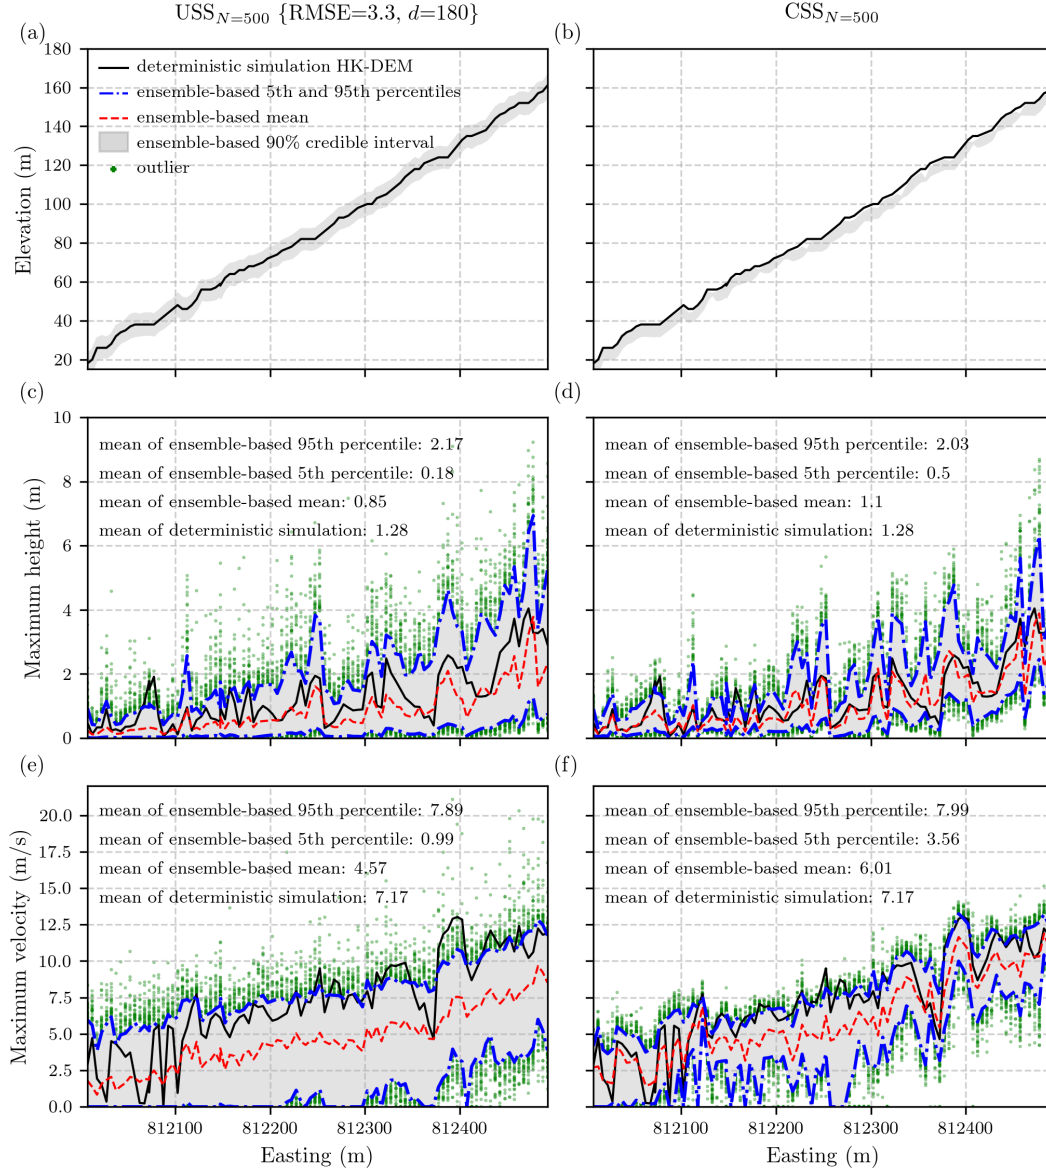 USS_{N=500} {RMSE=3.3, d=180}
CSS_{N=500}
(a)
(b)
180
160
140
120
100
80
60
40
20
Elevation (m)
deterministic simulation HK-DEM
ensemble-based 5th and 95th percentiles
ensemble-based mean
ensemble-based 90% credible interval
outlier
(c)
(d)
10
8
6
4
2
0
Maximum height (m)
mean of ensemble-based 95th percentile: 2.17
mean of ensemble-based 5th percentile: 0.18
mean of ensemble-based mean: 0.85
mean of deterministic simulation: 1.28
mean of ensemble-based 95th percentile: 2.03
mean of ensemble-based 5th percentile: 0.5
mean of ensemble-based mean: 1.1
mean of deterministic simulation: 1.28
(e)
(f)
20.0
17.5
15.0
12.5
10.0
7.5
5.0
2.5
0.0
Maximum velocity (m/s)
mean of ensemble-based 95th percentile: 7.89
mean of ensemble-based 5th percentile: 0.99
mean of ensemble-based mean: 4.57
mean of deterministic simulation: 7.17
mean of ensemble-based 95th percentile: 7.99
mean of ensemble-based 5th percentile: 3.56
mean of ensemble-based mean: 6.01
mean of deterministic simulation: 7.17
812100 812200 812300 812400
812100 812200 812300 812400
Easting (m)
Easting (m)